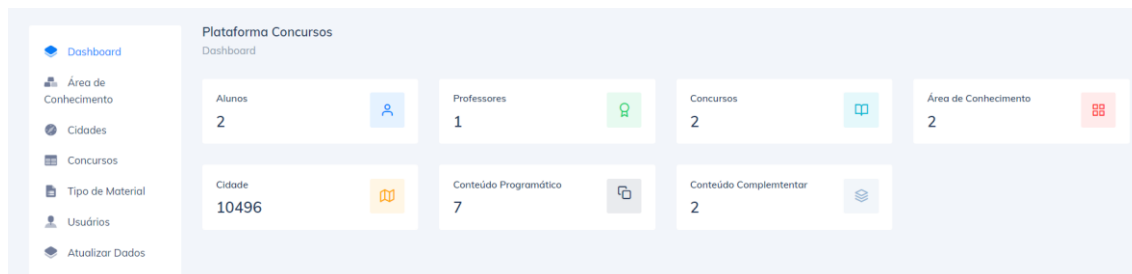 Plataforma Concursos
Dashboard
Dashboard
Área de
Conhecimento
Cidades
Concursos
Tipo de Material
Usuários
Atualizar Dados
Alunos
2
Professores
1
Concursos
2
Área de Conhecimento
2
Cidade
10496
Conteúdo Programático
7
Conteúdo Complemtentar
2